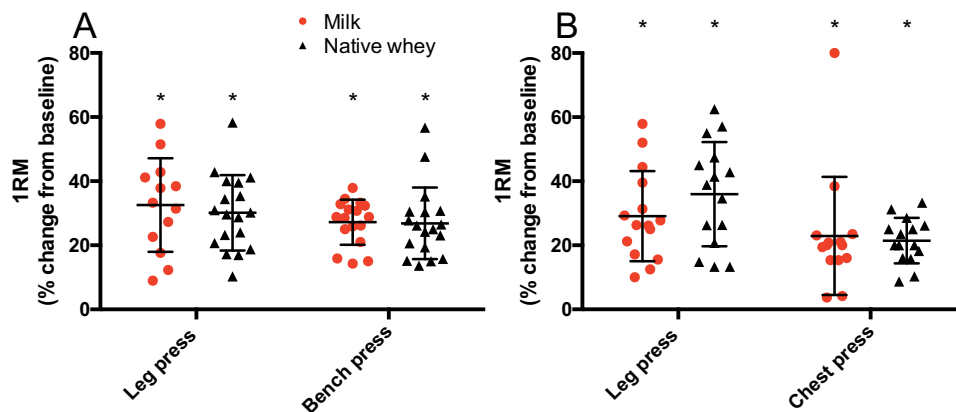 A
Milk
Native whey
B
1RM
(% change from baseline)
80
60
40
20
0
* * * *
Leg press
Bench press
1RM
(% change from baseline)
80
60
40
20
0
* * * *
Leg press
Chest press